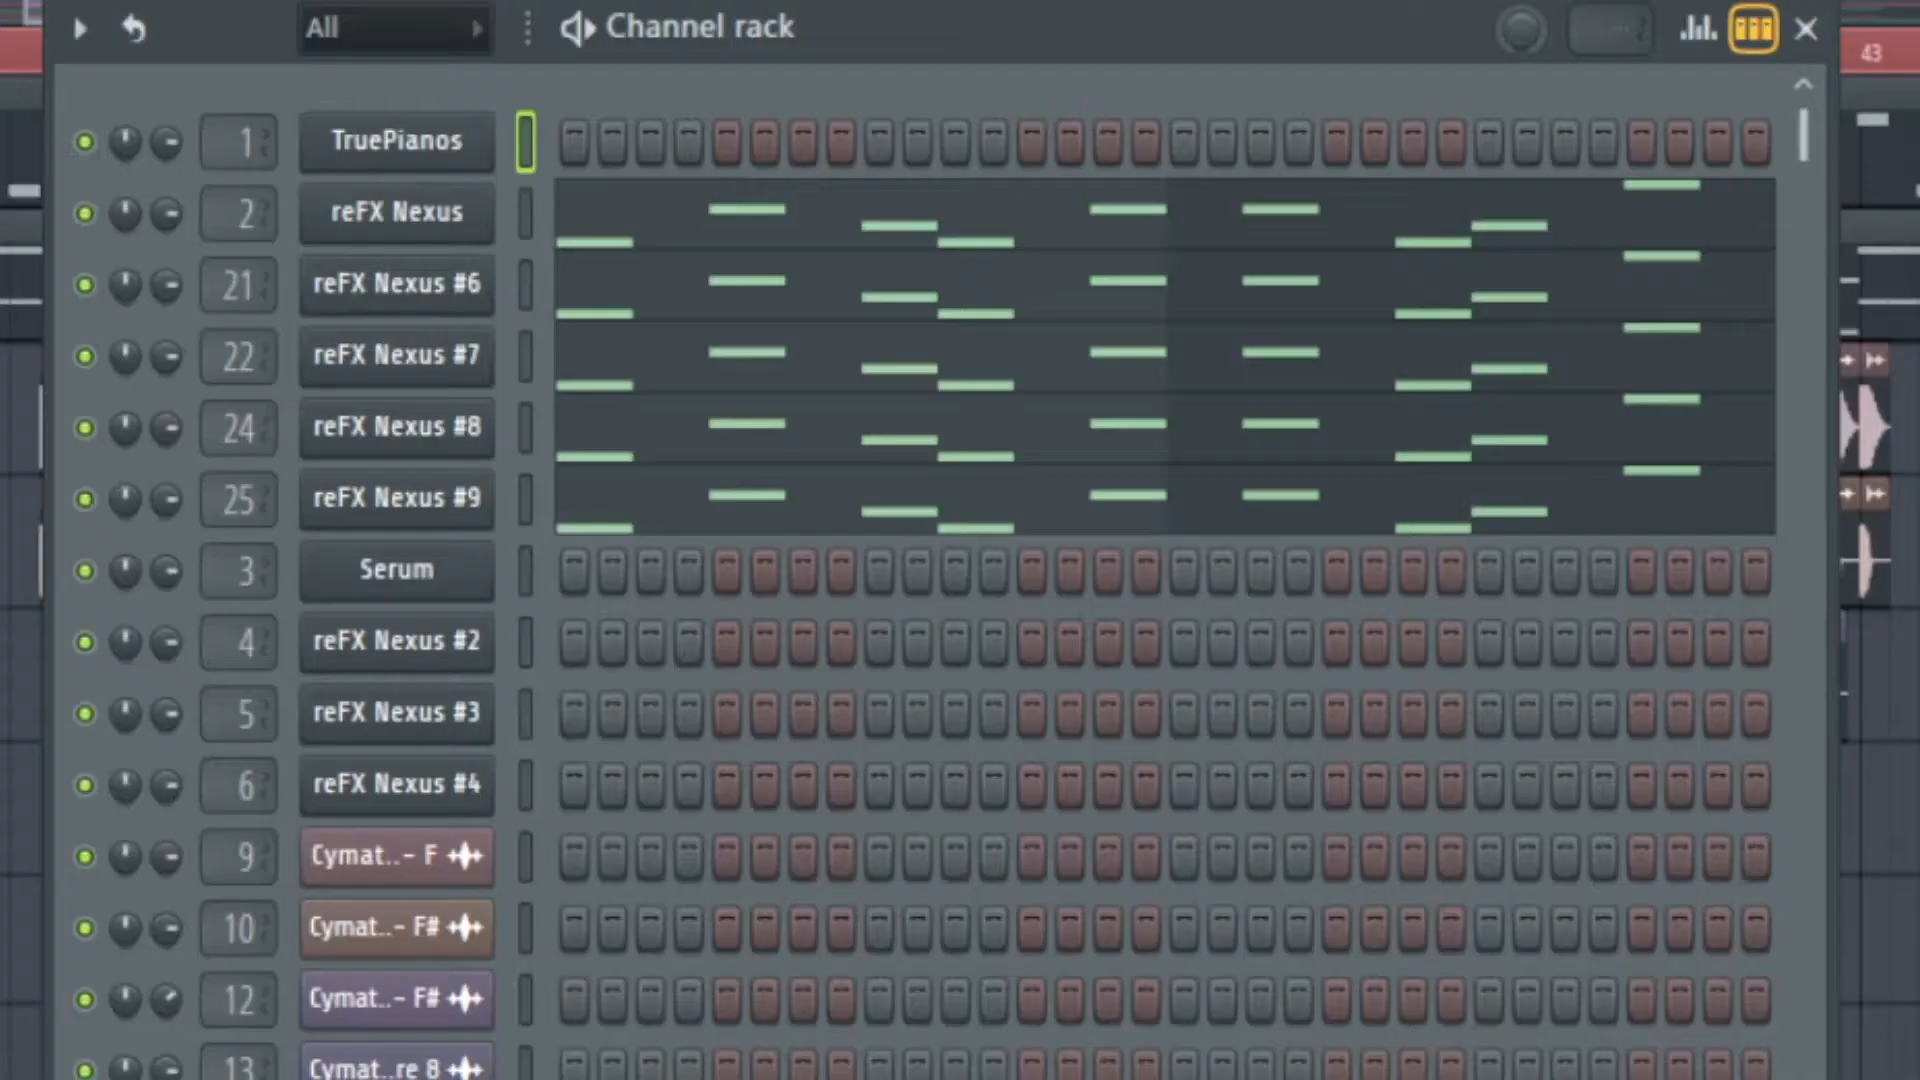 All
Channel rack
43
1 TruePianos
2 reFX Nexus
21 reFX Nexus #6
22 reFX Nexus #7
24 reFX Nexus #8
25 reFX Nexus #9
3 Serum
4 reFX Nexus #2
5 reFX Nexus #3
6 reFX Nexus #4
9 Cymat..- F
10 Cymat..- F#
12 Cymat..- F#
13 Cymat..re 8